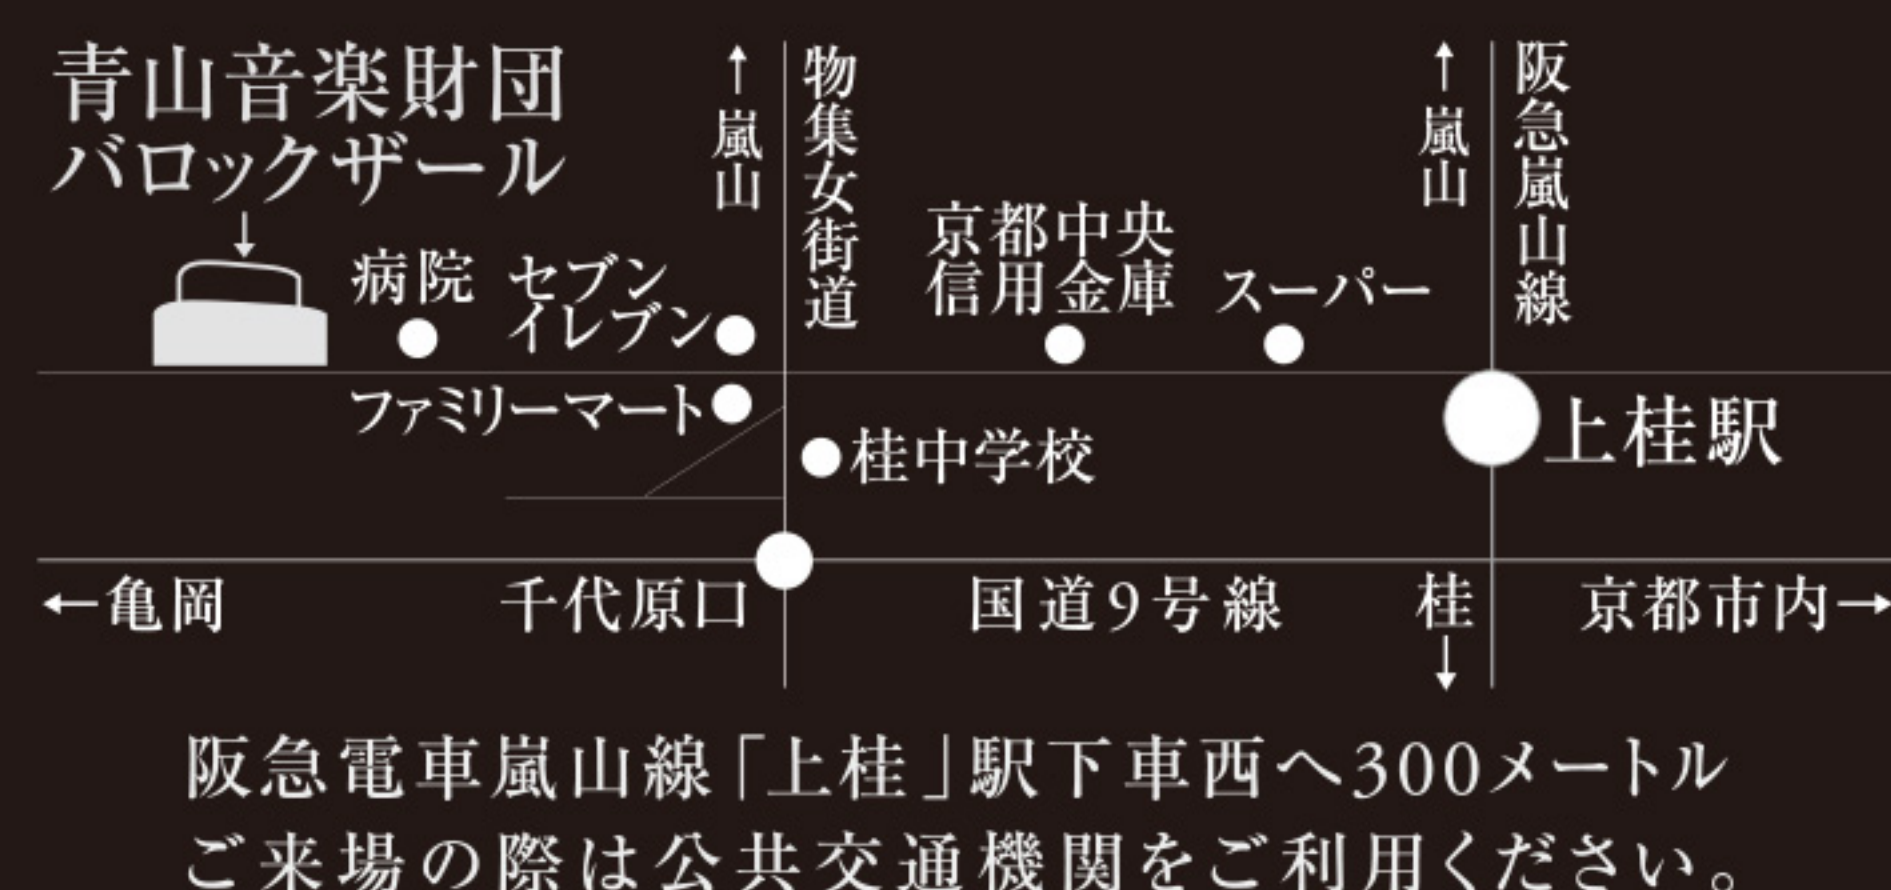 青山音楽財団
バロックザール
↑嵐山
物集女街道
↑嵐山
阪急嵐山線
病院
セブン
イレブン
京都中央
信用金庫
スーパー
ファミリーマート
桂中学校
上桂駅
←亀岡
千代原口
国道9号線
桂↓
京都市内→
阪急電車嵐山線「上桂」駅下車西へ300メートル
ご来場の際は公共交通機関をご利用ください。